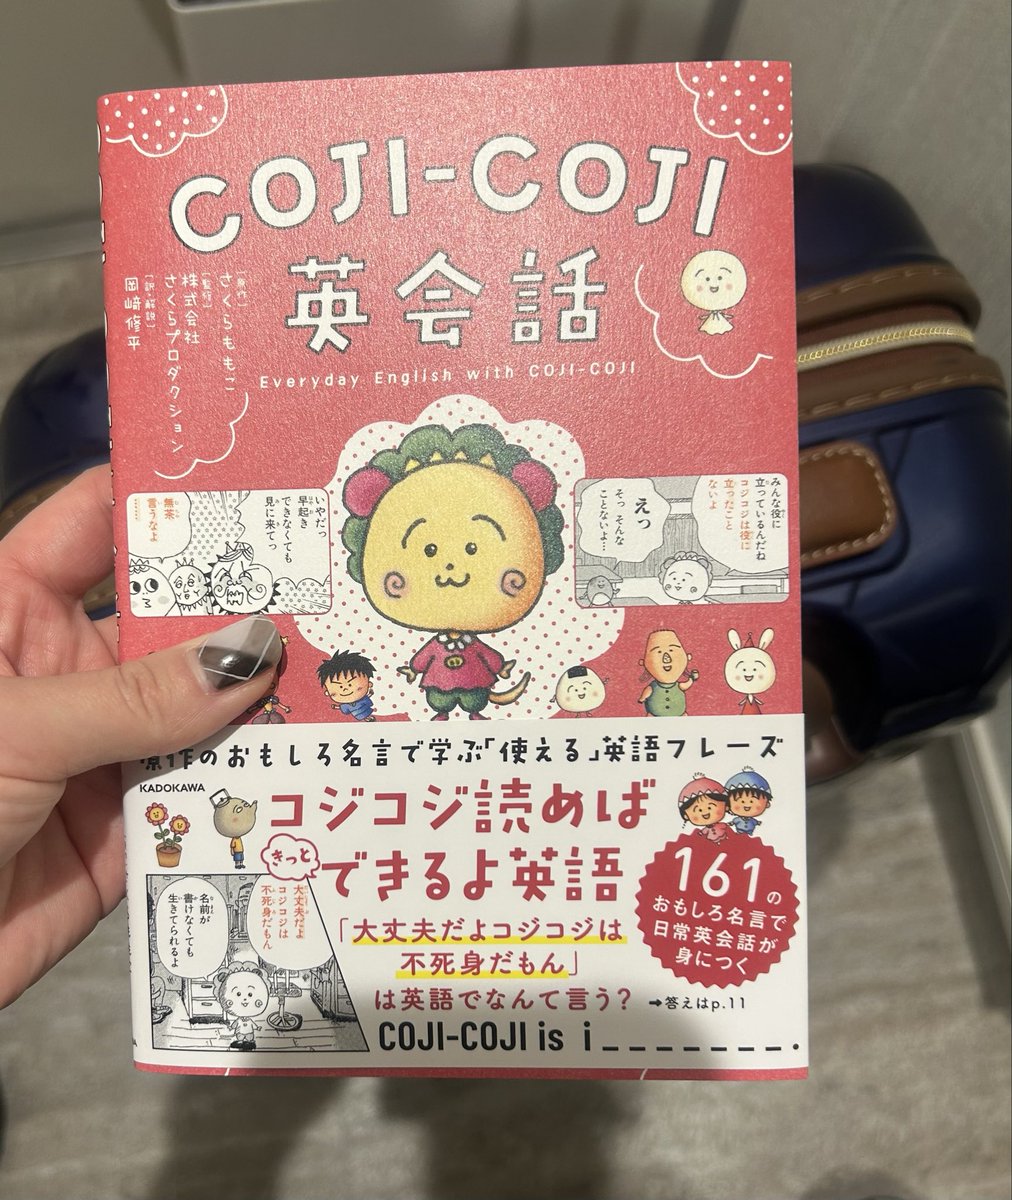 COJI-COJI
英会話
Everyday English with COJI-COJI
[原作]
さくらももこ
[監修]
株式会社
さくらプロダクション
[訳・解説]
岡﨑修平
いやだっ
早起き
できなくても
見に来てっ
無茶
言うなよ
……
みんな役に
立っているんだね
コジコジは役に
立ったこと
ないよ
えっ
そっ そんな
ことないよ…
原作のおもしろ名言で学ぶ「使える」英語フレーズ
KADOKAWA
コジコジ読めば
きっと
できるよ英語
161の
おもしろ名言で
日常英会話が
身につく
大丈夫だよ
コジコジは
不死身だもん
名前が
書けなくても
生きてられるよ
「大丈夫だよコジコジは
不死身だもん」
は英語でなんて言う?
➡答えはp.11
COJI-COJI is i_ _ _ _ _ _ _ _.